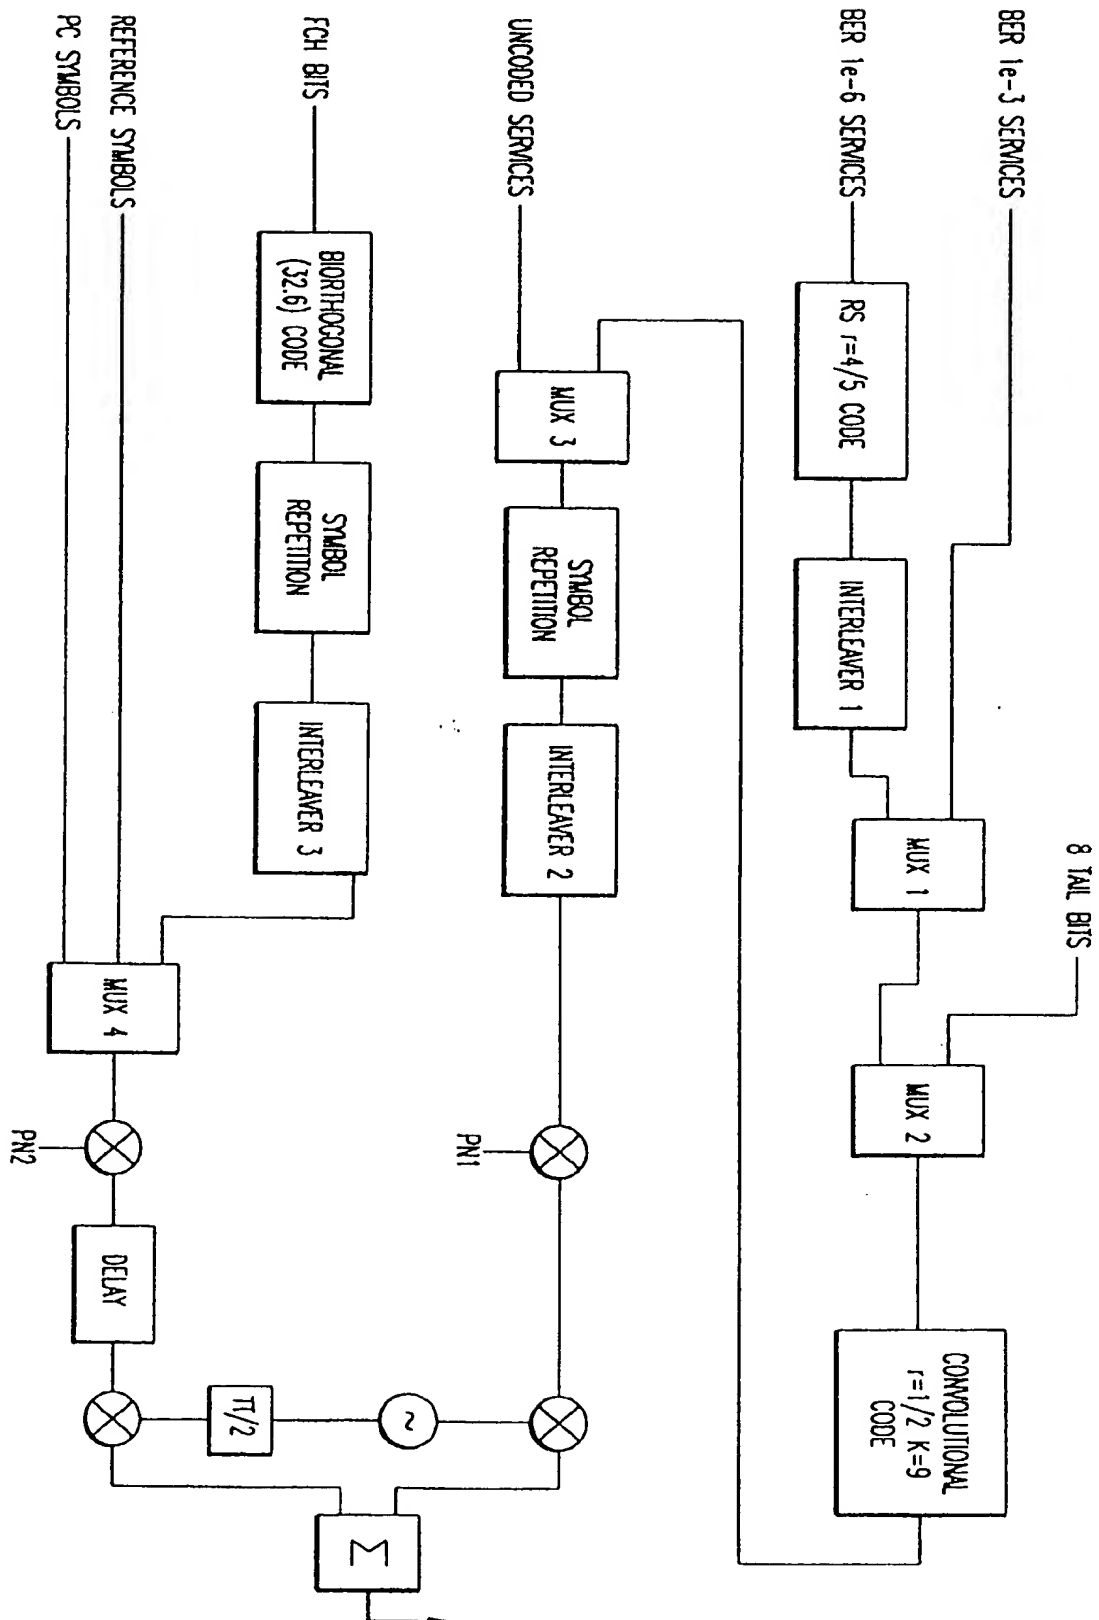 BER 1e-3 SERVICES
8 TAIL BITS
BER 1e-6 SERVICES
RS r=4/5 CODE
INTERLEAVER 1
MUX 1
MUX 2
CONVOLUTIONAL
r=1/2 K=9
CODE
UNCODED SERVICES
MUX 3
SYMBOL
REPETITION
INTERLEAVER 2
PN1
~
π/2
Σ
FCH BITS
BIORTHOGONAL
(32.6) CODE
SYMBOL
REPETITION
INTERLEAVER 3
REFERENCE SYMBOLS
PC SYMBOLS
MUX 4
PN2
DELAY